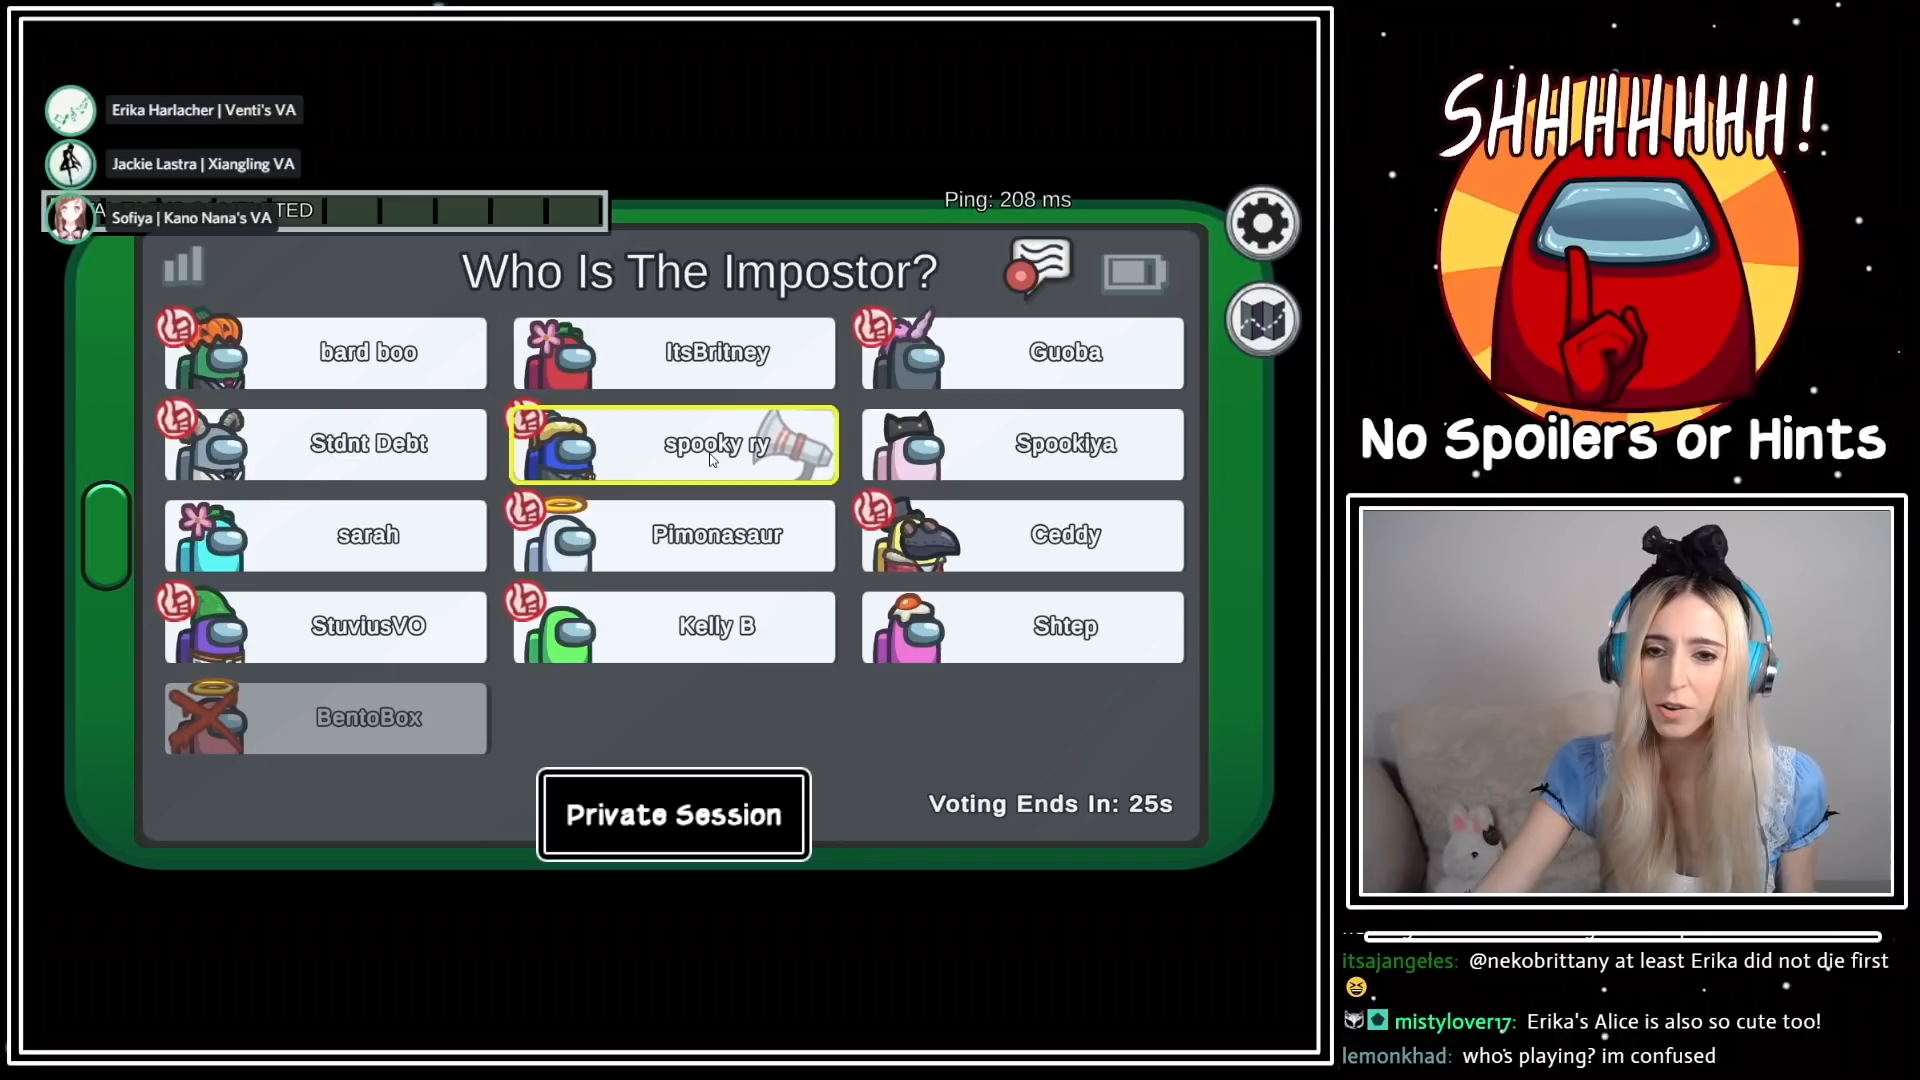 Erika Harlacher | Venti's VA
Jackie Lastra | Xiangling VA
Sofiya | Kano Nana's VA
TED
Ping: 208 ms
Who Is The Impostor?
bard boo
ItsBritney
Guoba
Stdnt Debt
spooky ry
Spookiya
sarah
Pimonasaur
Ceddy
StuviusVO
Kelly B
Shtep
BentoBox
Private Session
Voting Ends In: 25s
SHHHHHHH!
No Spoilers or Hints
itsajangeles: @nekobrittany at least Erika did not die first
mistylover17: Erika's Alice is also so cute too!
lemonkhad: who's playing? im confused